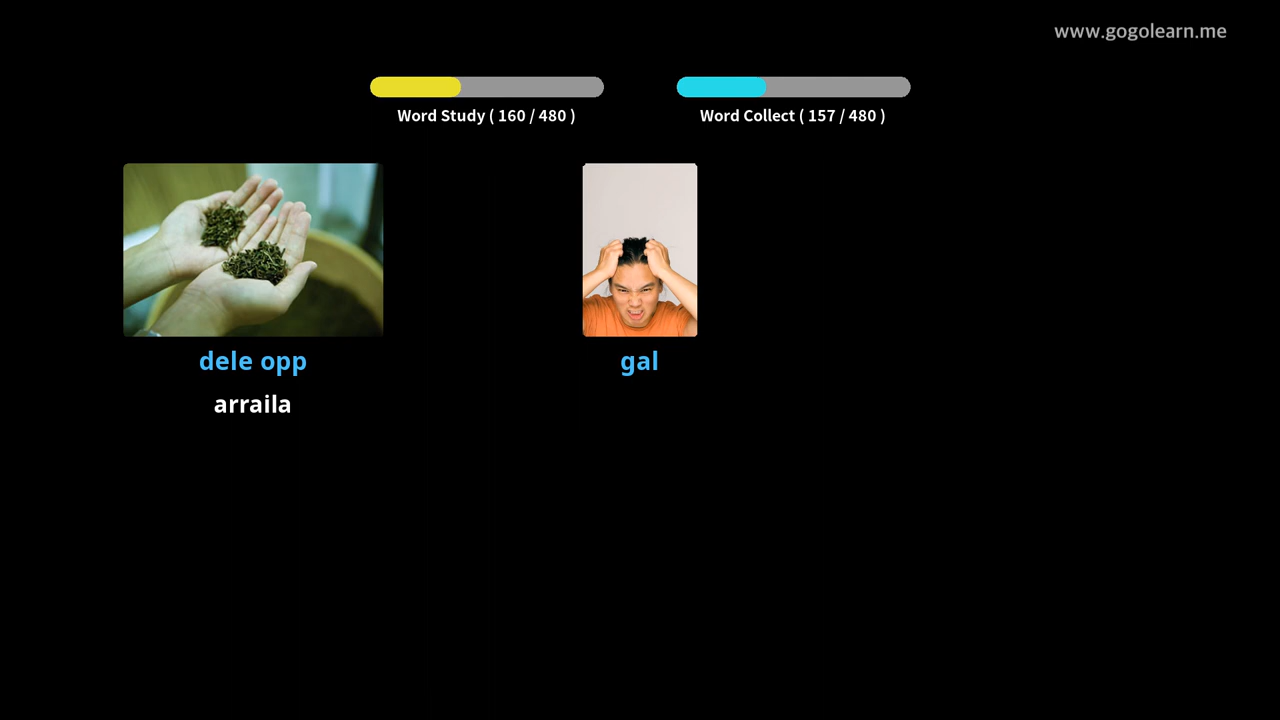 www.gogolearn.me
Word Study ( 160 / 480 )
Word Collect ( 157 / 480 )
dele opp
gal
arraila